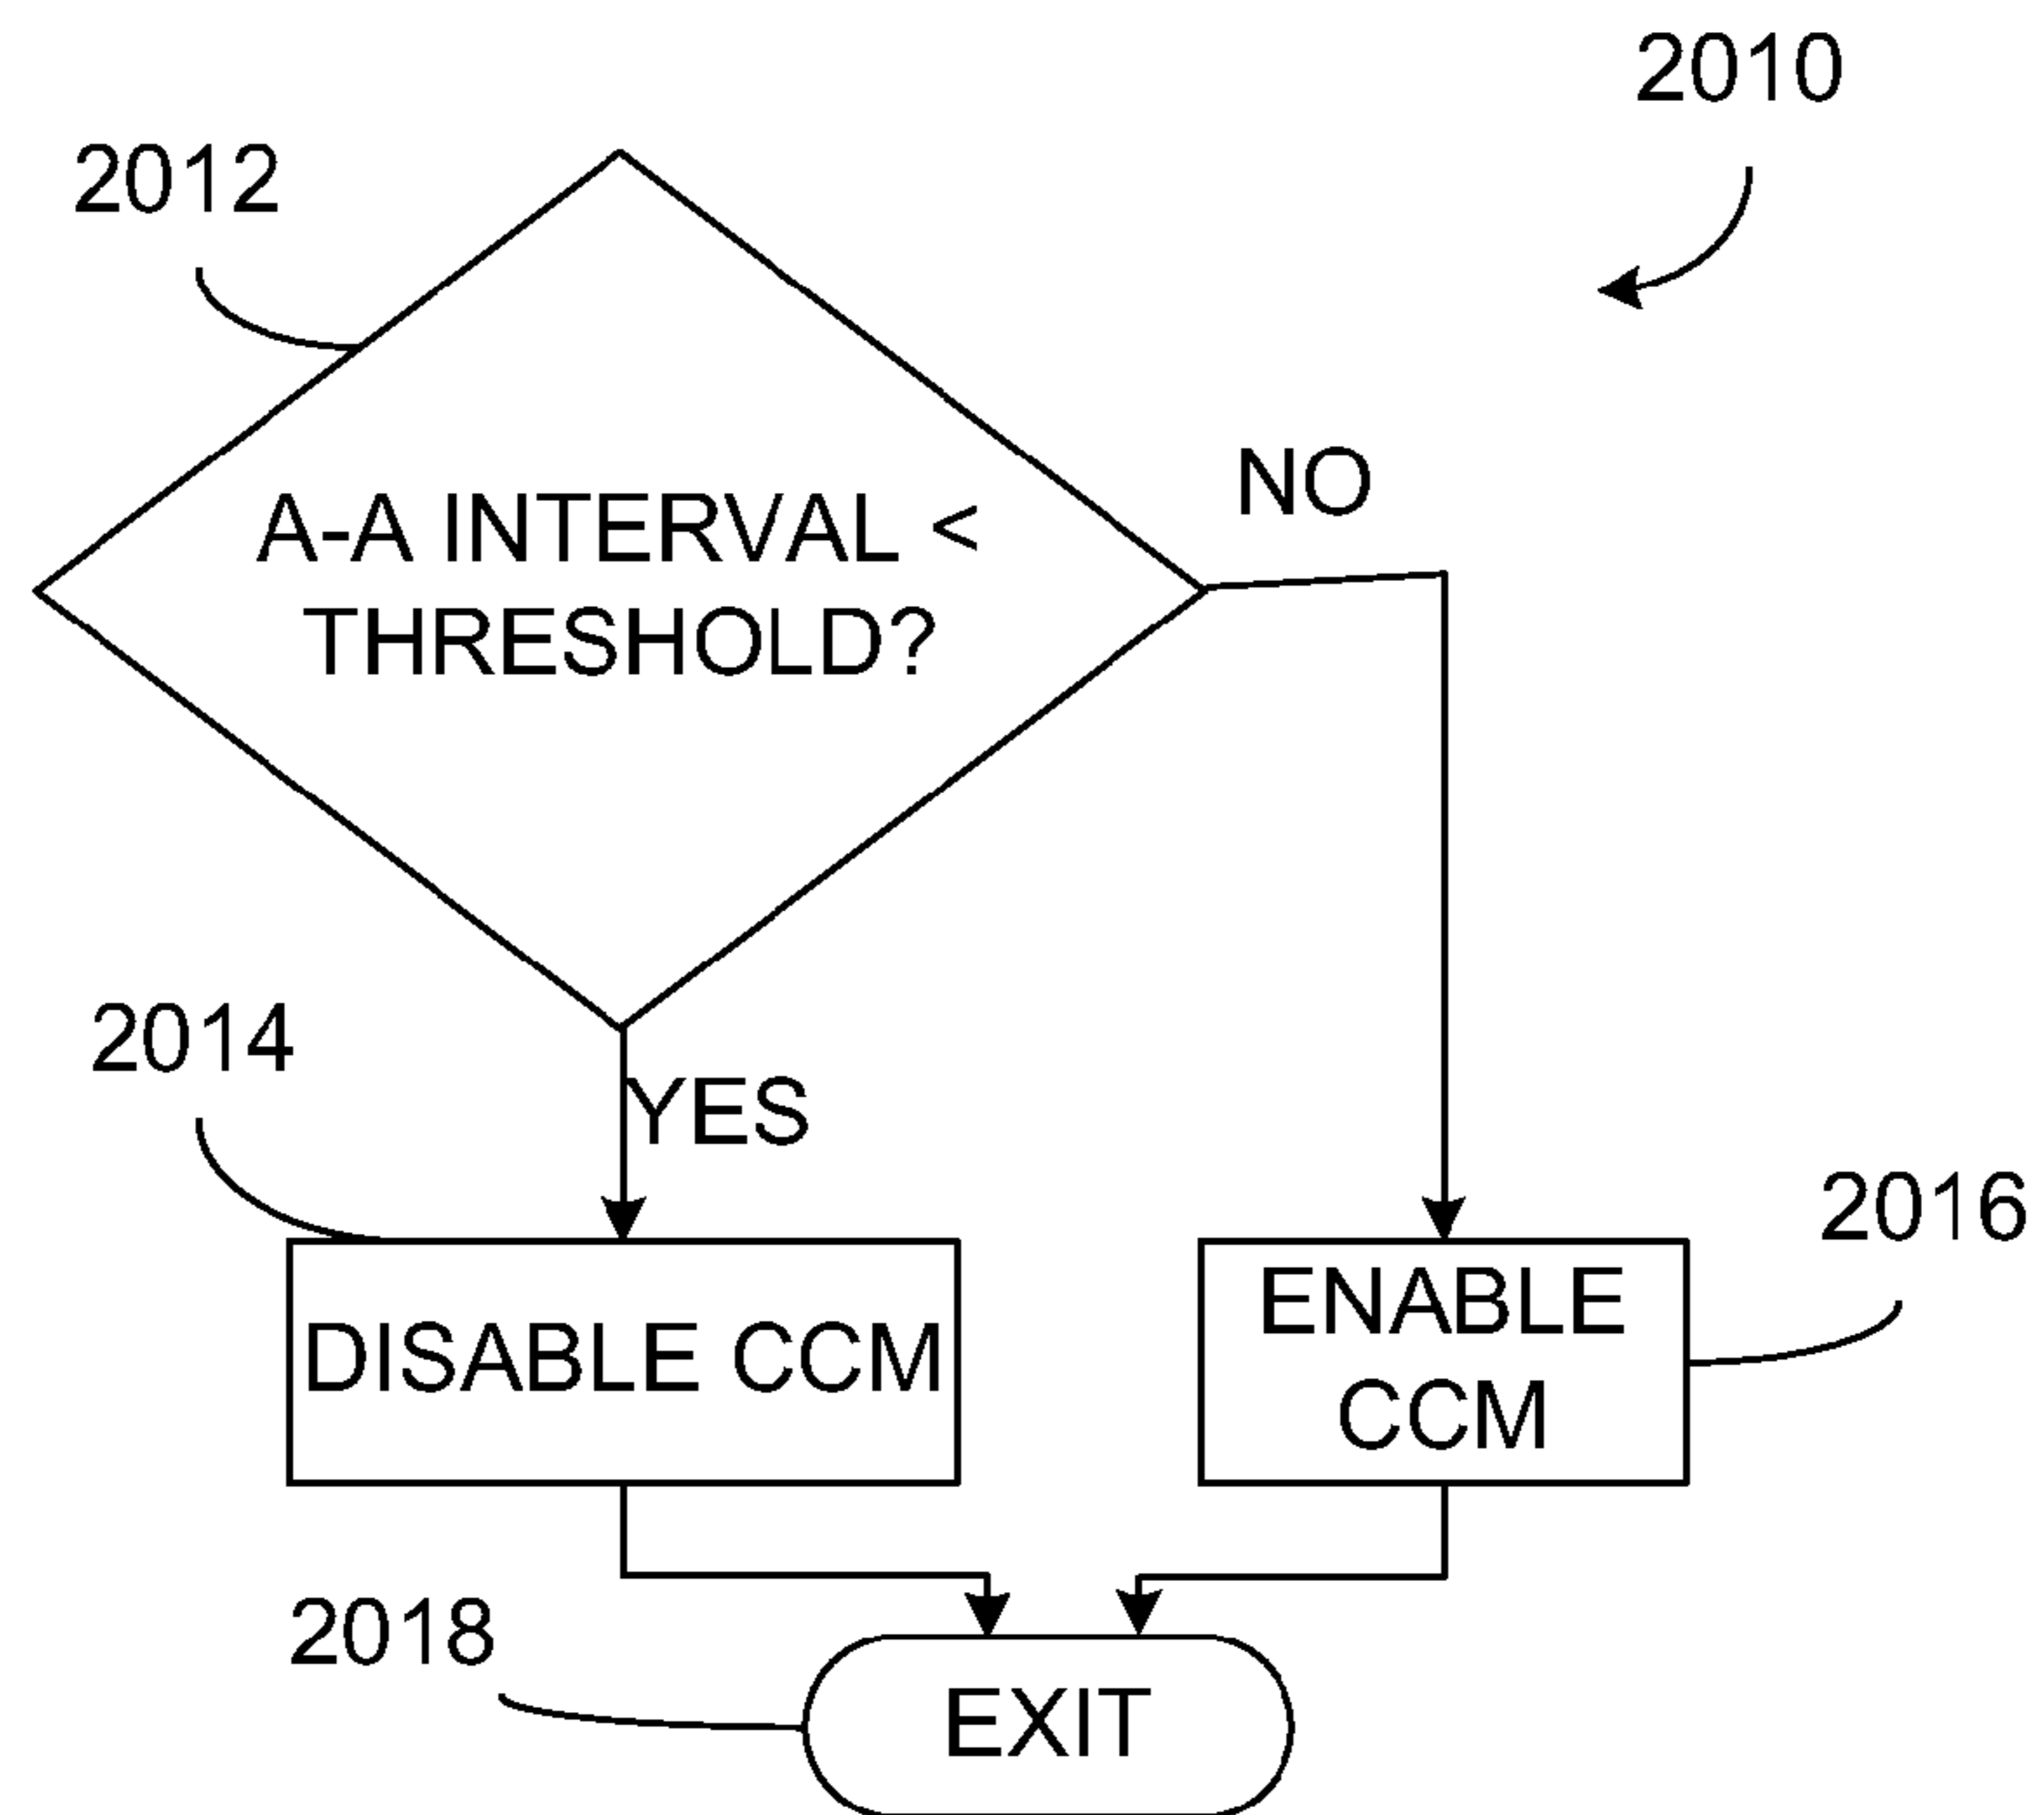 2010
2012
A-A INTERVAL <
THRESHOLD?
NO
YES
2014
DISABLE CCM
ENABLE
CCM
2016
2018
EXIT